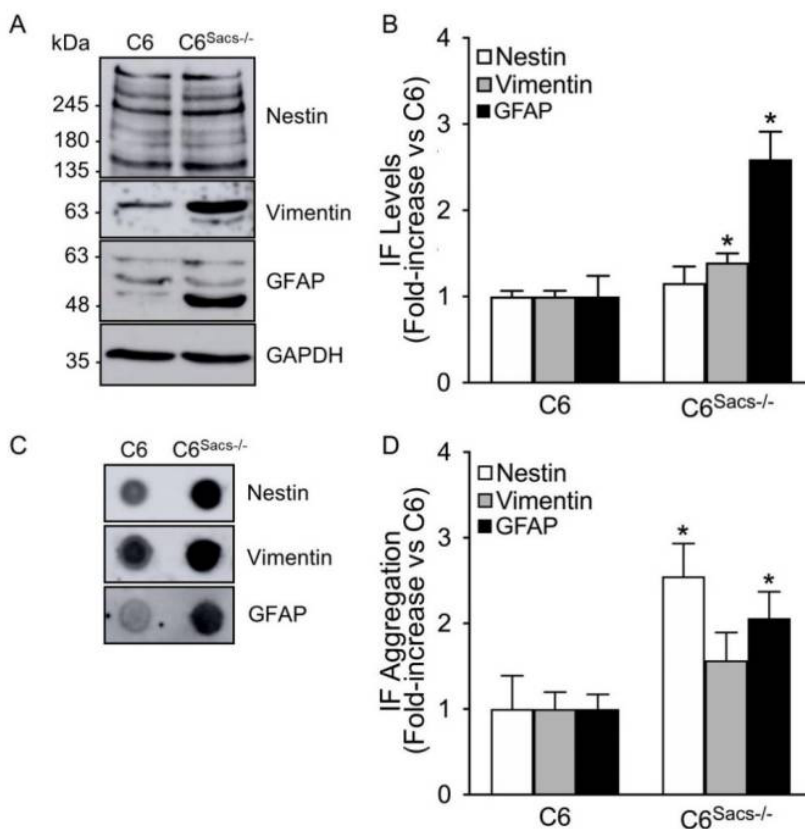 A
kDa C6 C6Sacs-/-
245
180
135
Nestin
63
Vimentin
63
48
GFAP
35
GAPDH
B
IF Levels
(Fold-increase vs C6)
4
3
2
1
0
Nestin
Vimentin
GFAP
*
*
C6 C6Sacs-/-
C
C6 C6Sacs-/-
Nestin
Vimentin
GFAP
D
IF Aggregation
(Fold-increase vs C6)
4
3
2
1
0
Nestin
Vimentin
GFAP
*
*
C6 C6Sacs-/-